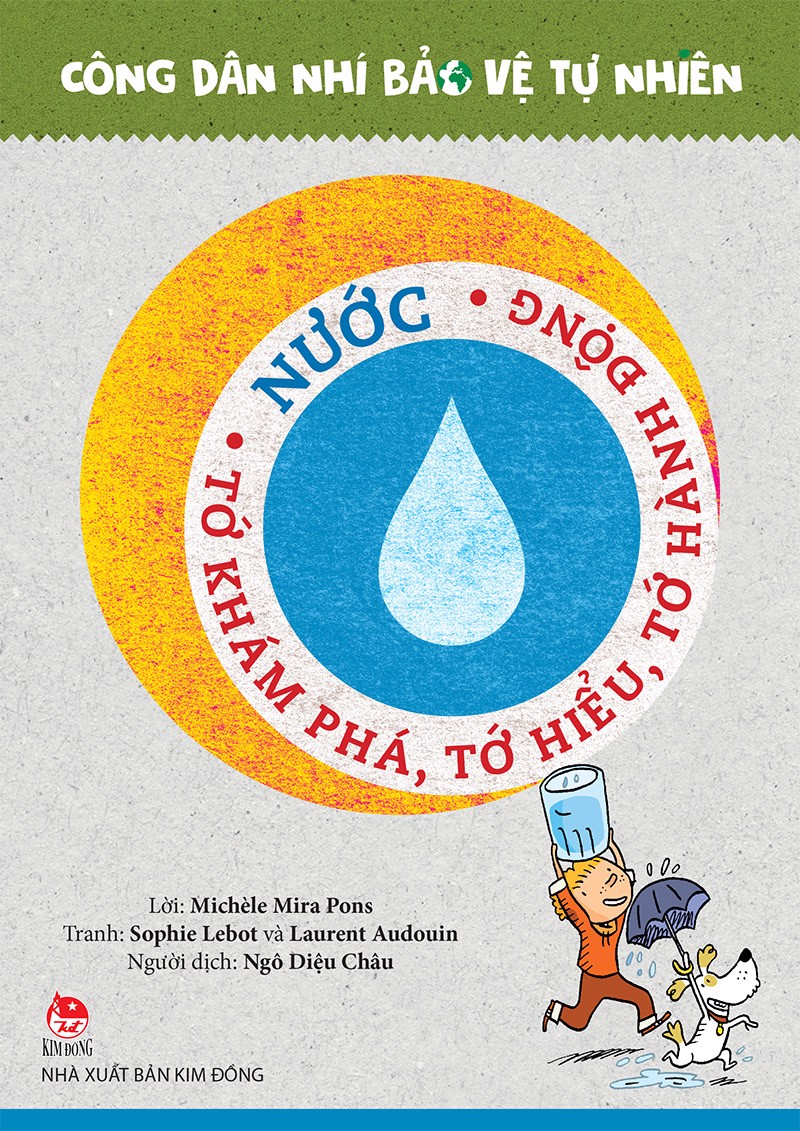 CÔNG DÂN NHÍ BẢO VỆ TỰ NHIÊN
NƯỚC
• TỚ KHÁM PHÁ, TỚ HIỂU, TỚ HÀNH ĐỘNG •
Lời: Michèle Mira Pons
Tranh: Sophie Lebot và Laurent Audouin
Người dịch: Ngô Diệu Châu
KIM ĐỒNG
NHÀ XUẤT BẢN KIM ĐỒNG